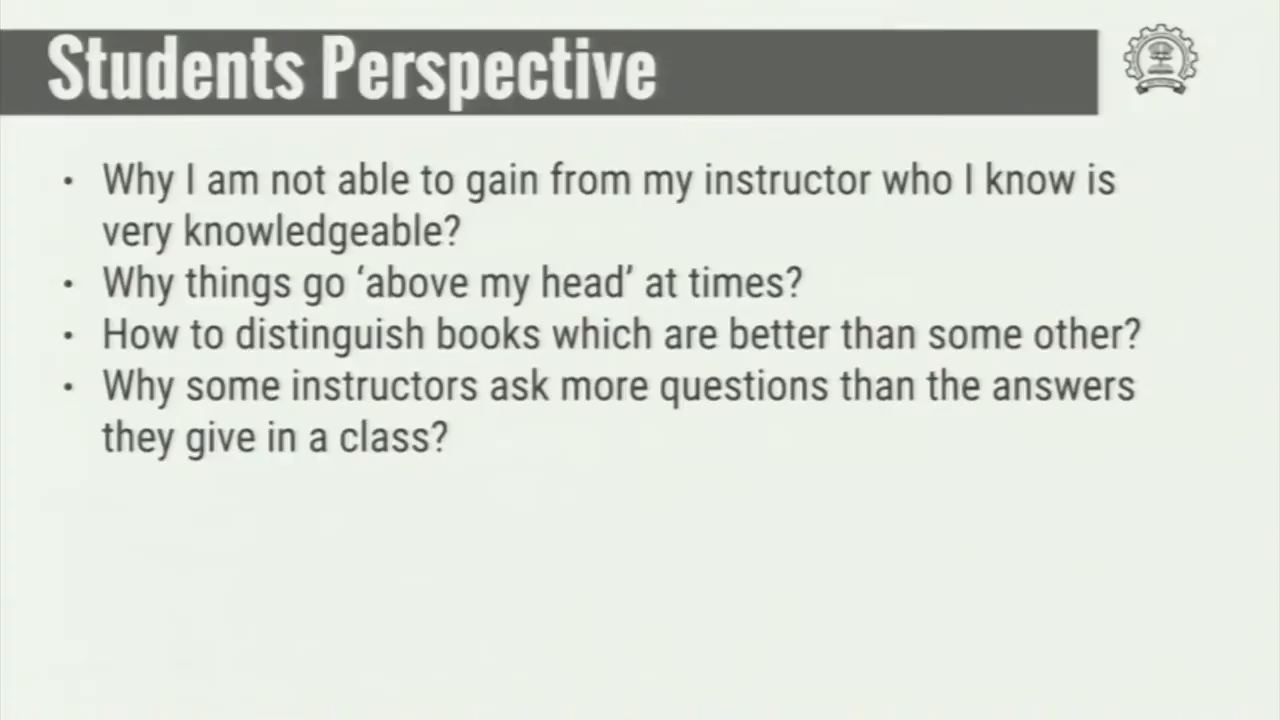 Students Perspective
• Why I am not able to gain from my instructor who I know is
very knowledgeable?
• Why things go ‘above my head’ at times?
• How to distinguish books which are better than some other?
• Why some instructors ask more questions than the answers
they give in a class?